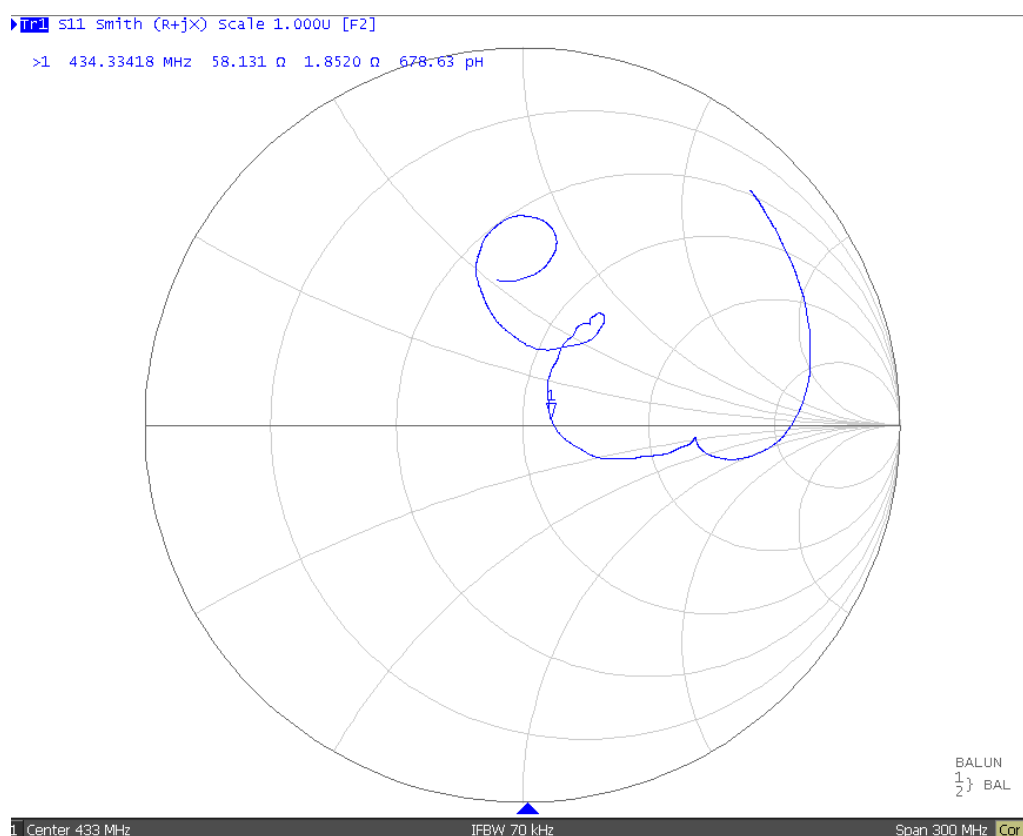 Tr1 S11 Smith (R+jX) Scale 1.000U [F2]
>1 434.33418 MHz 58.131 Ω 1.8520 Ω 678.63 pH
1
BALUN
1
2} BAL
1 Center 433 MHz IFBW 70 kHz Span 300 MHz Cor